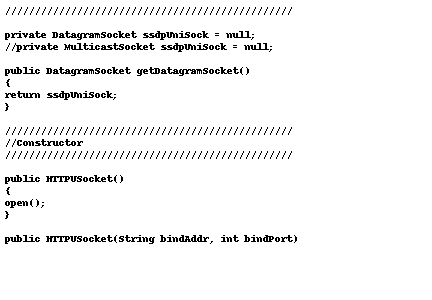 ////////////////////////////////////////////////
private DatagramSocket ssdpUniSock = null;
//private MulticastSocket ssdpUniSock = null;
public DatagramSocket getDatagramSocket()
{
return ssdpUniSock;
}
////////////////////////////////////////////////
//Constructor
////////////////////////////////////////////////
public HTTPUSocket()
{
open();
}
public HTTPUSocket(String bindAddr, int bindPort)